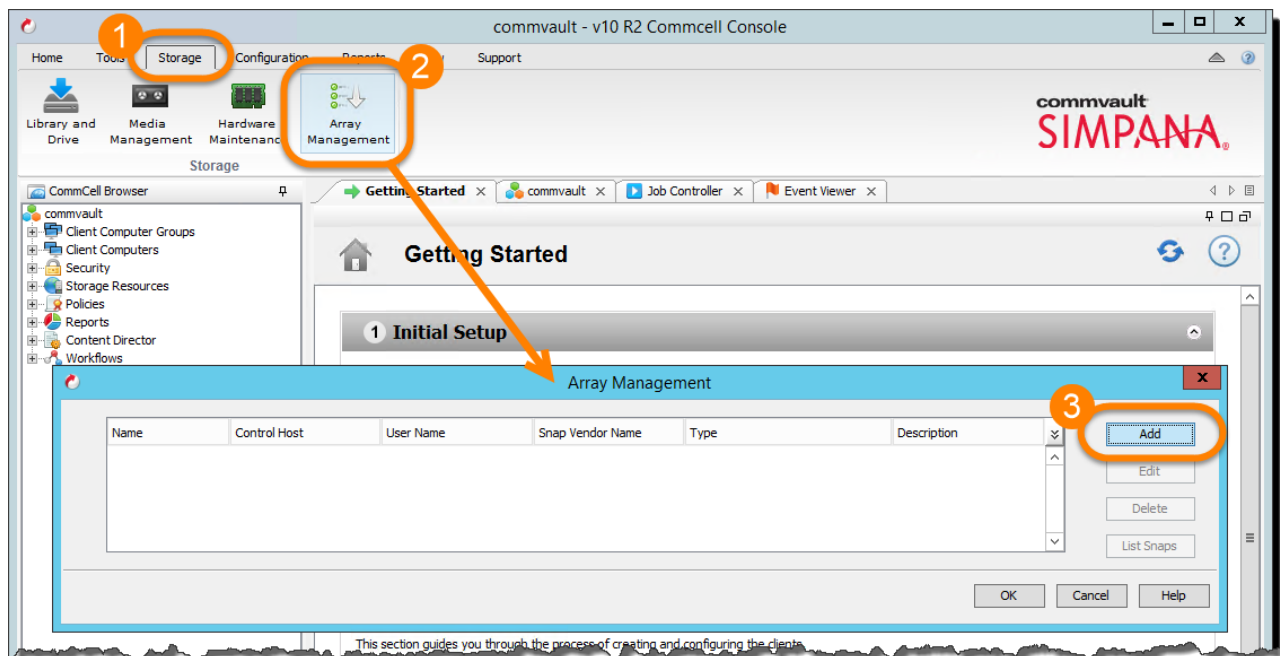 commvault - v10 R2 Commcell Console
1
Home Tools Storage Configuration Reports Support
2
Library and Drive
Media Management
Hardware Maintenance
Array Management
Storage
commvault
SIMPANA®
CommCell Browser
Getting Started
commvault
Job Controller
Event Viewer
commvault
Client Computer Groups
Client Computers
Security
Storage Resources
Policies
Reports
Content Director
Workflows
Getting Started
1 Initial Setup
Array Management
3
Name Control Host User Name Snap Vendor Name Type Description
Add
Edit
Delete
List Snaps
OK Cancel Help
This section guides you through the process of creating and configuring the clients